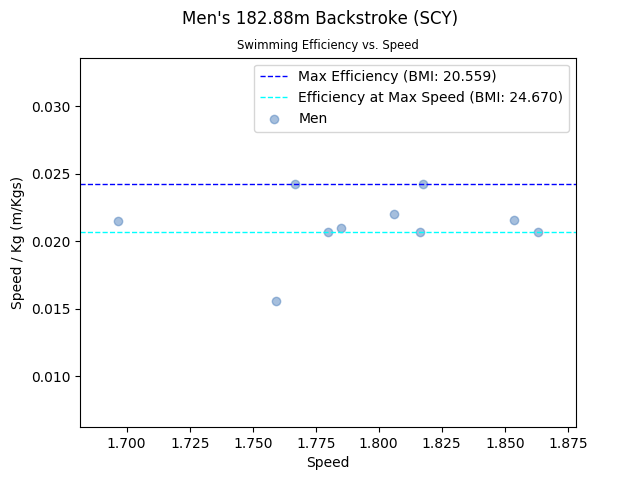 Men's 182.88m Backstroke (SCY)
Swimming Efficiency vs. Speed
Max Efficiency (BMI: 20.559)
Efficiency at Max Speed (BMI: 24.670)
Men
Speed / Kg (m/Kgs)
0.030
0.025
0.020
0.015
0.010
1.700 1.725 1.750 1.775 1.800 1.825 1.850 1.875
Speed